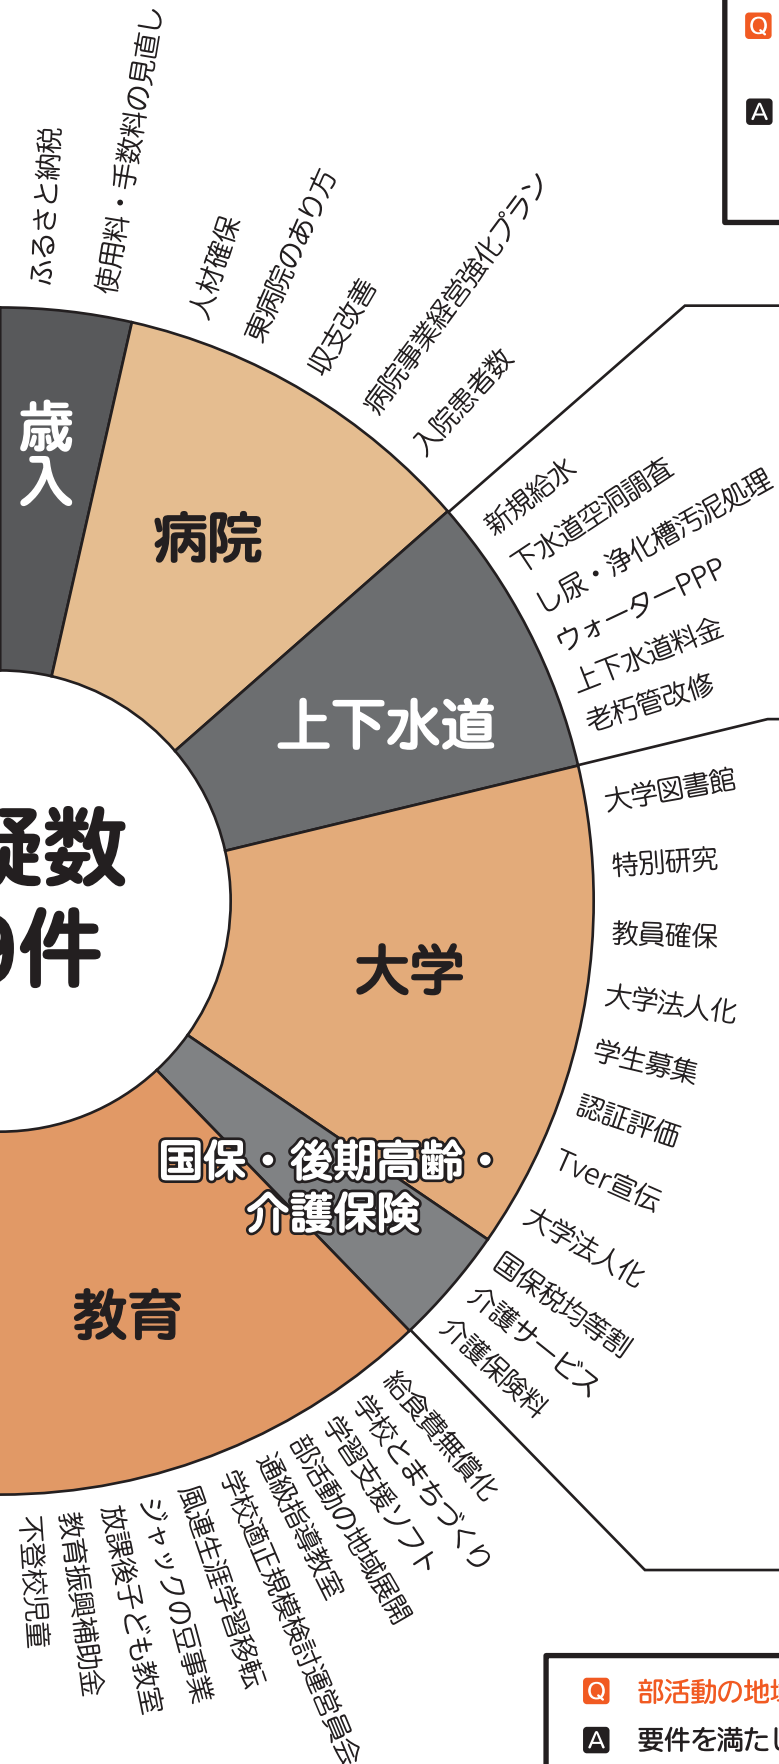 Q
A
ふるさと納税
使用料・手数料の見直し
人材確保
東病院のあり方
収支改善
病院事業経営強化プラン
入院患者数
新規給水
下水道空洞調査
し尿・浄化槽汚泥処理
ウォーターPPP
上下水道料金
老朽管改修
歳入
病院
上下水道
疑数
件
大学
大学図書館
特別研究
教員確保
大学法人化
学生募集
認証評価
Tver宣伝
大学法人化
国保・後期高齢・
介護保険
国保税均等割
介護サービス
介護保険料
教育
給食費無償化
学校とまちづくり
学習支援ソフト
部活動の地域展開
通級指導教室
学校適正規模検討運営員会
風連生涯学習移転
ジャックの豆事業
放課後子ども教室
教育振興補助金
不登校児童
Q 部活動の地
A 要件を満たし